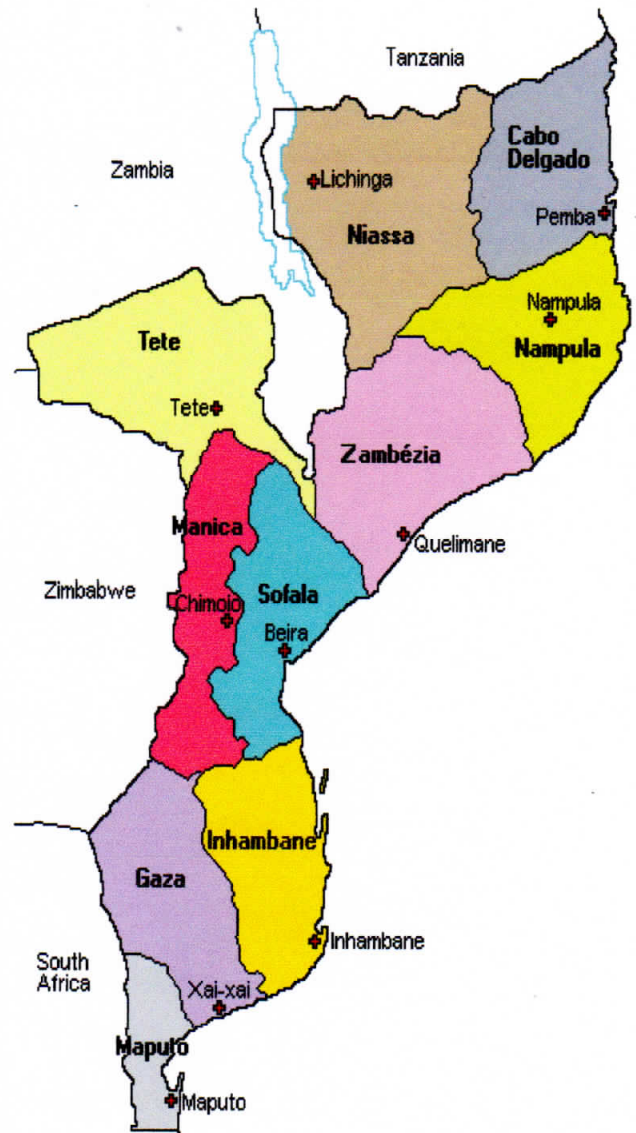 Tanzania
Cabo
Delgado
Zambia
Lichinga
Pemba
Niassa
Nampula
Nampula
Tete
Tete
Zambézia
Manica
Quelimane
Zimbabwe
Chimoio
Sofala
Beira
Inhambane
Gaza
Inhambane
South
Africa
Xai-xai
Maputo
Maputo